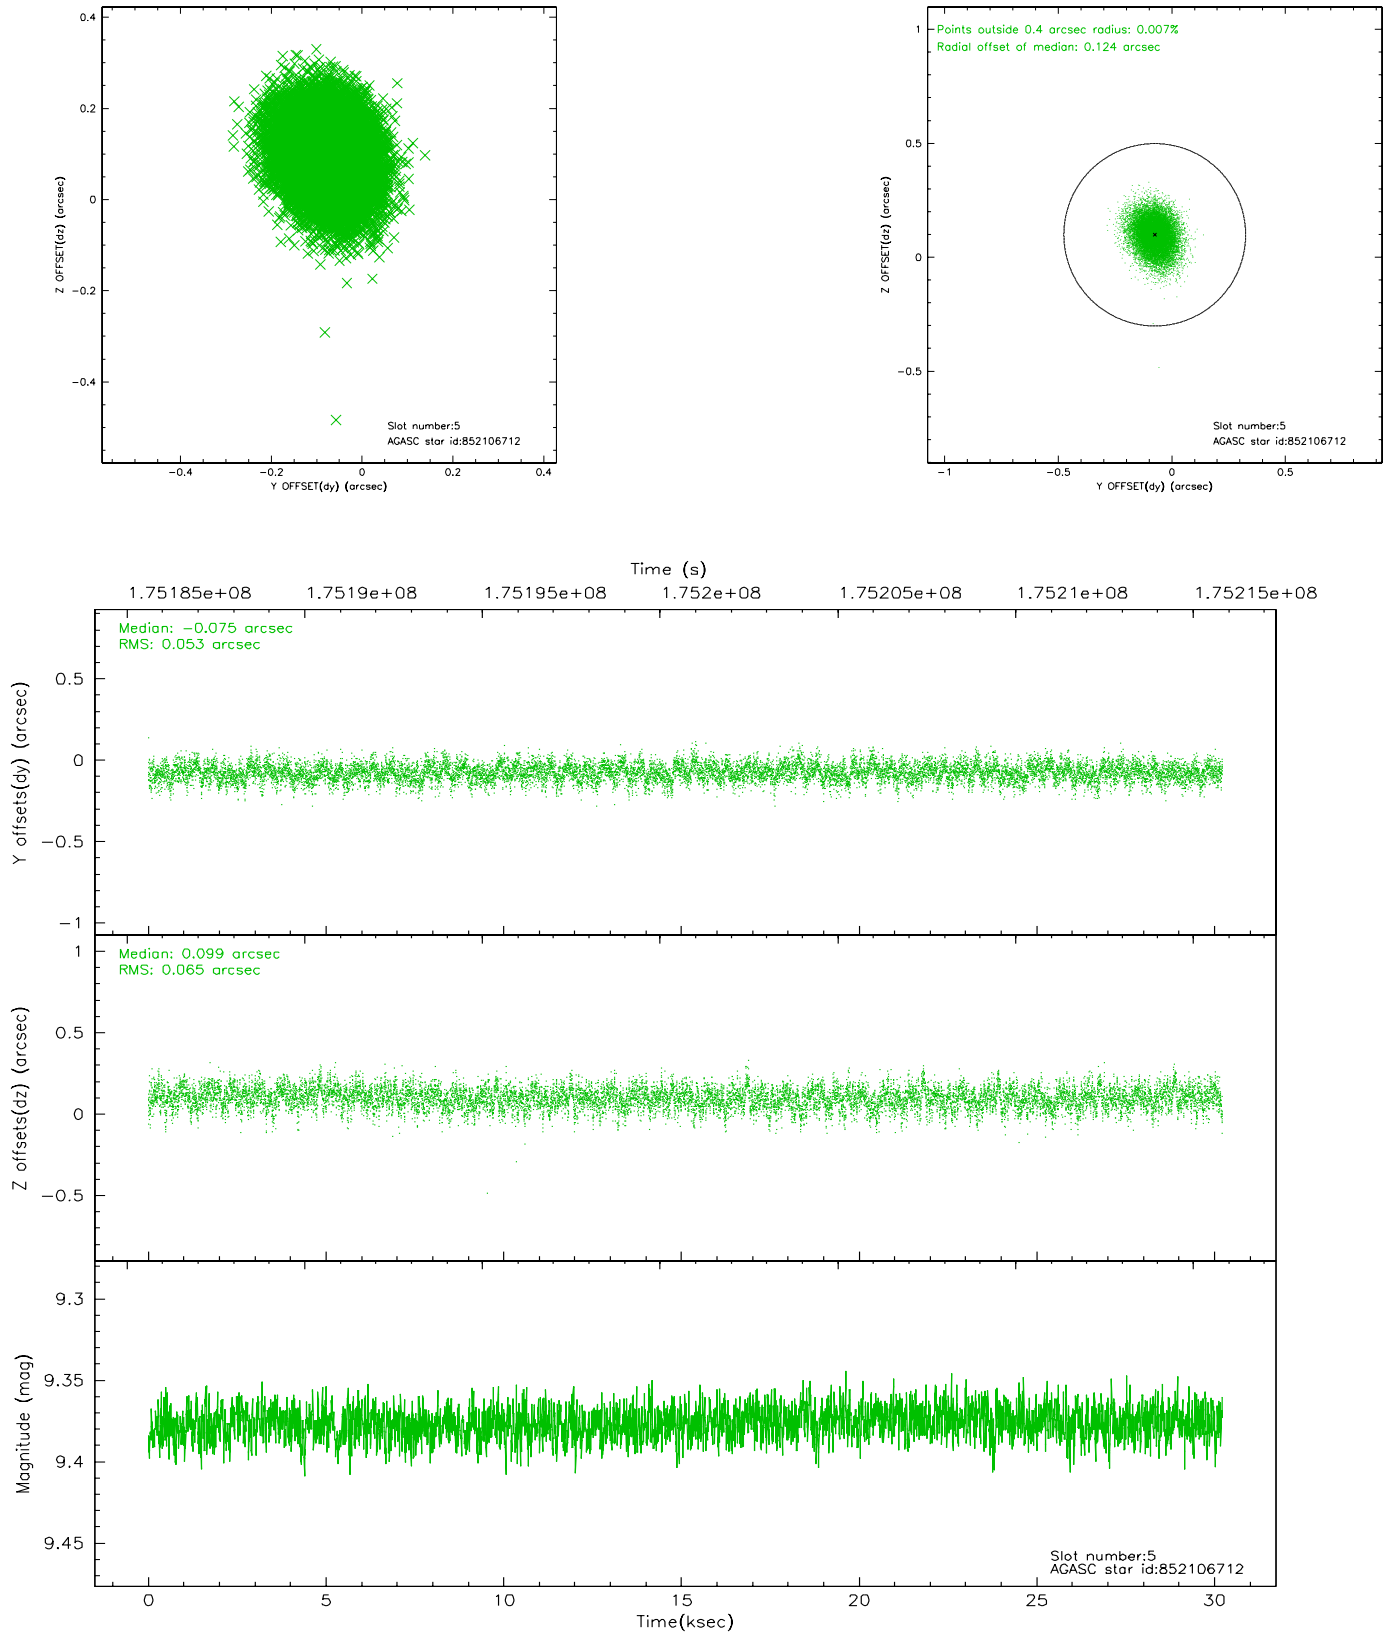 0.4
0.2
0
−0.2
−0.4
Z OFFSET(dz) (arcsec)
Slot number:5
AGASC star id:852106712
−0.4 −0.2 0 0.2 0.4
Y OFFSET(dy) (arcsec)
Points outside 0.4 arcsec radius: 0.007%
Radial offset of median: 0.124 arcsec
1
0.5
0
−0.5
Z OFFSET(dz) (arcsec)
Slot number:5
AGASC star id:852106712
−1 −0.5 0 0.5
Y OFFSET(dy) (arcsec)
Time (s)
1.75185e+08 1.7519e+08 1.75195e+08 1.752e+08 1.75205e+08 1.7521e+08 1.75215e+08
Median: −0.075 arcsec
RMS: 0.053 arcsec
0.5
0
−0.5
−1
Y offsets(dy) (arcsec)
Median: 0.099 arcsec
RMS: 0.065 arcsec
1
0.5
0
−0.5
Z offsets(dz) (arcsec)
9.3
9.35
9.4
9.45
Magnitude (mag)
Slot number:5
AGASC star id:852106712
0 5 10 15 20 25 30
Time(ksec)